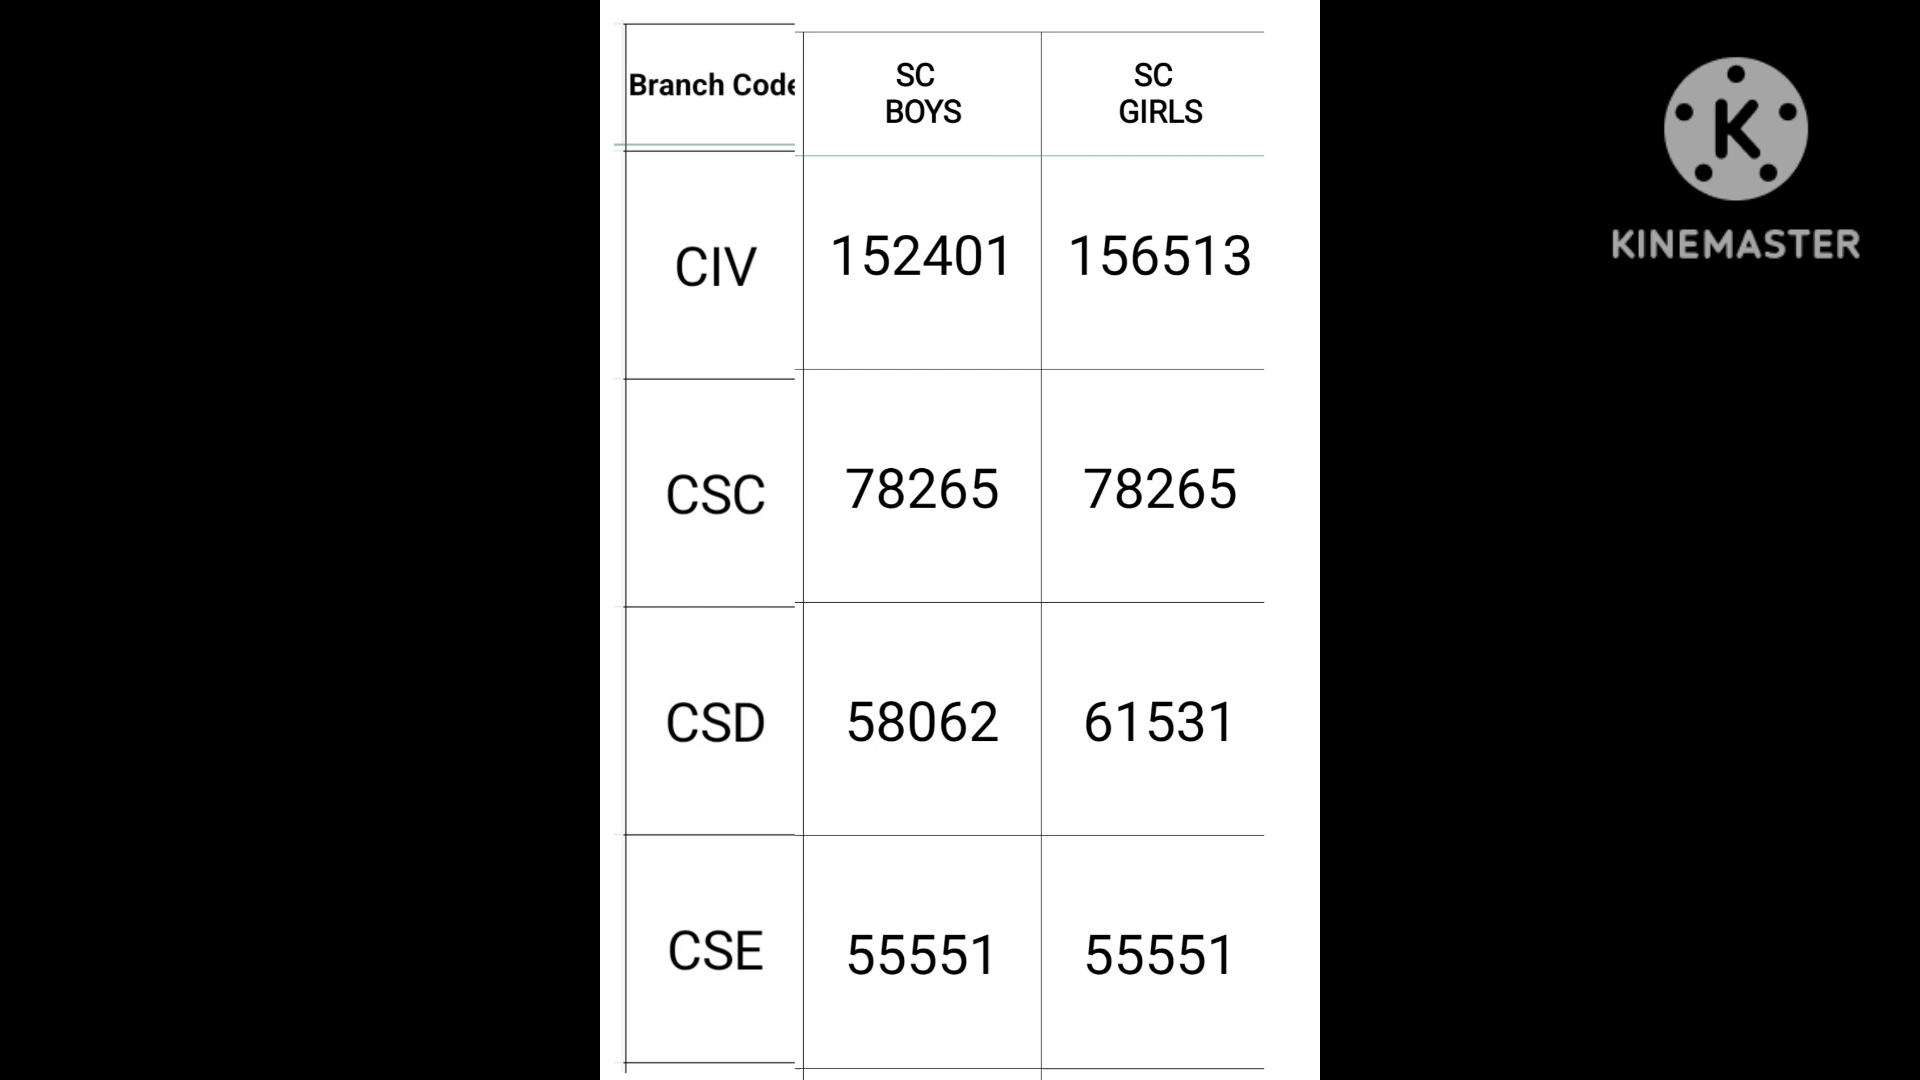 Branch Code
SC
BOYS
SC
GIRLS
CIV 152401 156513
CSC 78265 78265
CSD 58062 61531
CSE 55551 55551
K
KINEMASTER